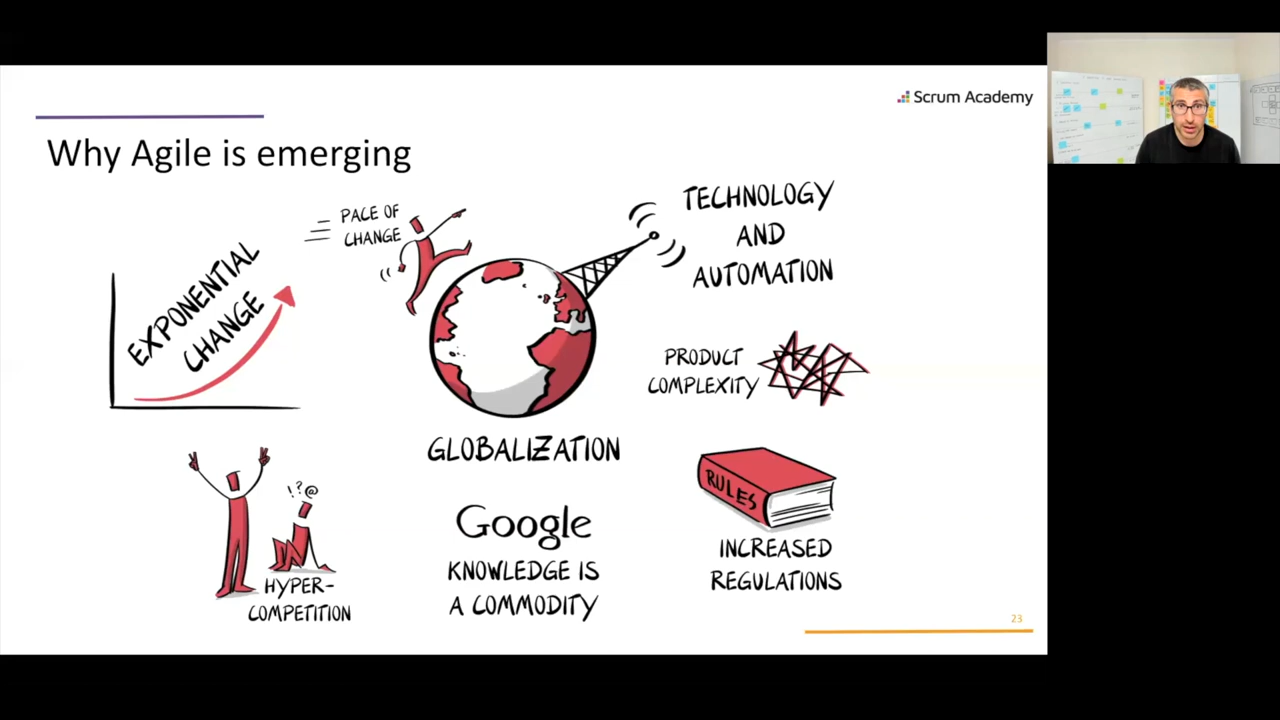 Scrum Academy
Why Agile is emerging
PACE OF
CHANGE
TECHNOLOGY
AND
AUTOMATION
EXPONENTIAL
CHANGE
PRODUCT
COMPLEXITY
GLOBALIZATION
!?@
HYPER-
COMPETITION
Google
KNOWLEDGE IS
A COMMODITY
RULES
INCREASED
REGULATIONS
23